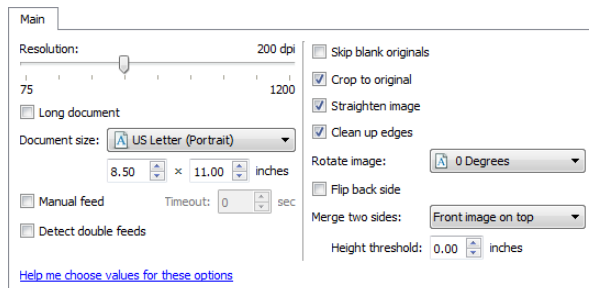 Main
Resolution: 200 dpi
75 1200
Long document
Document size: US Letter (Portrait)
8.50 × 11.00 inches
Manual feed Timeout: 0 sec
Detect double feeds
Help me choose values for these options
Skip blank originals
Crop to original
Straighten image
Clean up edges
Rotate image: 0 Degrees
Flip back side
Merge two sides: Front image on top
Height threshold: 0.00 inches